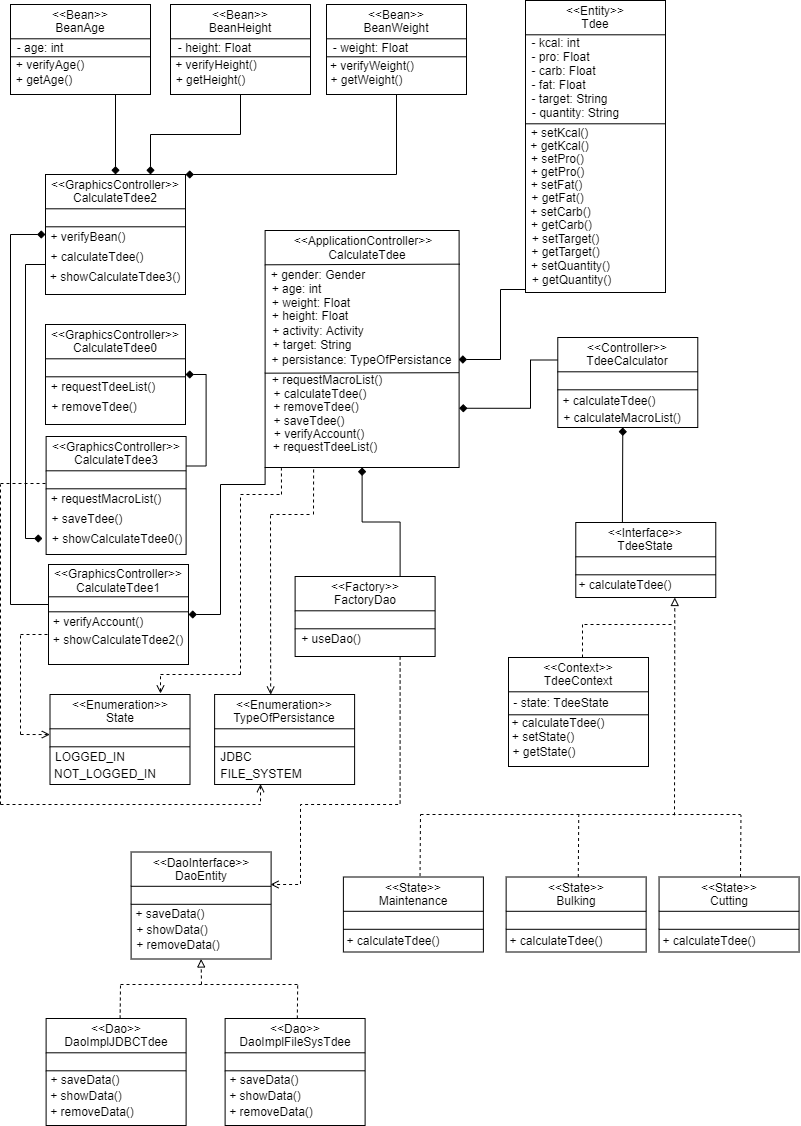 <<Bean>>
BeanAge
- age: int
+ verifyAge()
+ getAge()
<<Bean>>
BeanHeight
- height: Float
+ verifyHeight()
+ getHeight()
<<Bean>>
BeanWeight
- weight: Float
+ verifyWeight()
+ getWeight()
<<Entity>>
Tdee
- kcal: int
- pro: Float
- carb: Float
- fat: Float
- target: String
- quantity: String
+ setKcal()
+ getKcal()
+ setPro()
+ getPro()
+ setFat()
+ getFat()
+ setCarb()
+ getCarb()
+ setTarget()
+ getTarget()
+ setQuantity()
+ getQuantity()
<<GraphicsController>>
CalculateTdee2
+ verifyBean()
+ calculateTdee()
+ showCalculateTdee3()
<<ApplicationController>>
CalculateTdee
+ gender: Gender
+ age: int
+ weight: Float
+ height: Float
+ activity: Activity
+ target: String
+ persistance: TypeOfPersistance
+ requestMacroList()
+ calculateTdee()
+ removeTdee()
+ saveTdee()
+ verifyAccount()
+ requestTdeeList()
<<GraphicsController>>
CalculateTdee0
+ requestTdeeList()
+ removeTdee()
<<Controller>>
TdeeCalculator
+ calculateTdee()
+ calculateMacroList()
<<GraphicsController>>
CalculateTdee3
+ requestMacroList()
+ saveTdee()
+ showCalculateTdee0()
<<Interface>>
TdeeState
+ calculateTdee()
<<GraphicsController>>
CalculateTdee1
+ verifyAccount()
+ showCalculateTdee2()
<<Factory>>
FactoryDao
+ useDao()
<<Context>>
TdeeContext
- state: TdeeState
+ calculateTdee()
+ setState()
+ getState()
<<Enumeration>>
State
LOGGED_IN
NOT_LOGGED_IN
<<Enumeration>>
TypeOfPersistance
JDBC
FILE_SYSTEM
<<DaoInterface>>
DaoEntity
+ saveData()
+ showData()
+ removeData()
<<State>>
Maintenance
+ calculateTdee()
<<State>>
Bulking
+ calculateTdee()
<<State>>
Cutting
+ calculateTdee()
<<Dao>>
DaoImplJDBCTdee
+ saveData()
+ showData()
+ removeData()
<<Dao>>
DaoImplFileSysTdee
+ saveData()
+ showData()
+ removeData()